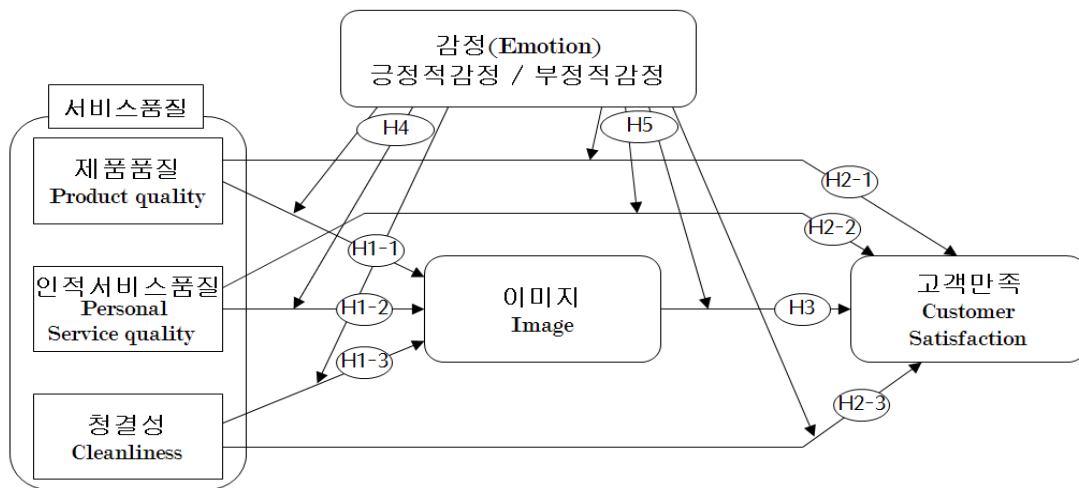 감정(Emotion)
긍정적감정 / 부정적감정
서비스품질
H4
H5
제품품질
Product quality
H2-1
H2-2
H1-1
인적서비스품질
Personal
Service quality
H1-2
이미지
Image
H3
고객만족
Customer
Satisfaction
H1-3
청결성
Cleanliness
H2-3